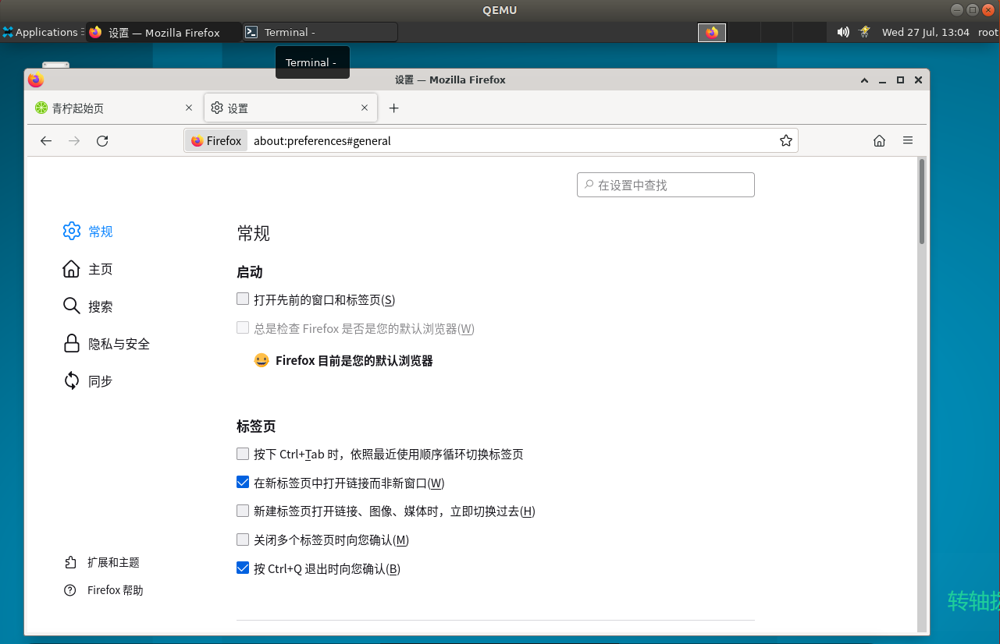 QEMU
Applications 设置 — Mozilla Firefox Terminal - Wed 27 Jul, 13:04 root
Terminal -
设置 — Mozilla Firefox
青柠起始页 设置
Firefox about:preferences#general
在设置中查找
常规
主页
搜索
隐私与安全
同步
扩展和主题
Firefox 帮助
常规
启动
打开先前的窗口和标签页(S)
总是检查 Firefox 是否是您的默认浏览器(W)
Firefox 目前是您的默认浏览器
标签页
按下 Ctrl+Tab 时，依照最近使用顺序循环切换标签页
在新标签页中打开链接而非新窗口(W)
新建标签页打开链接、图像、媒体时，立即切换过去(H)
关闭多个标签页时向您确认(M)
按 Ctrl+Q 退出时向您确认(B)
转轴